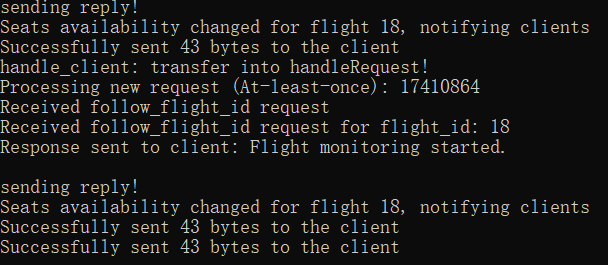 sending reply!
Seats availability changed for flight 18, notifying clients
Successfully sent 43 bytes to the client
handle_client: transfer into handleRequest!
Processing new request (At-least-once): 17410864
Received follow_flight_id request
Received follow_flight_id request for flight_id: 18
Response sent to client: Flight monitoring started.
sending reply!
Seats availability changed for flight 18, notifying clients
Successfully sent 43 bytes to the client
Successfully sent 43 bytes to the client